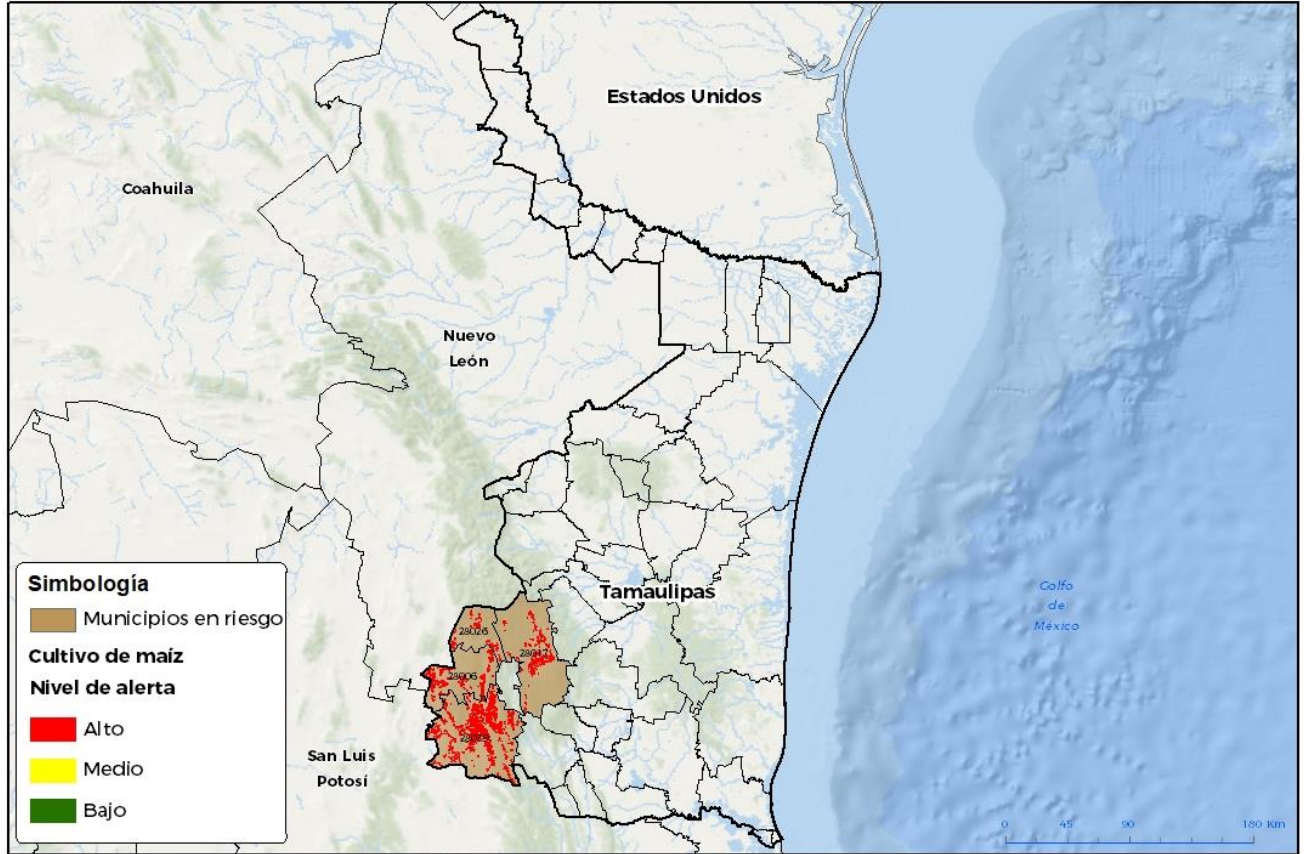 Estados Unidos
Coahuila
Nuevo
León
Tamaulipas
Golfo
de
México
28026
28006
San Luis
Potosí
Simbología
Municipios en riesgo
Cultivo de maíz
Nivel de alerta
Alto
Medio
Bajo
0 45 90 180 Km